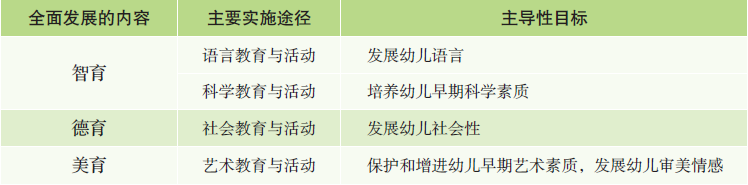 全面发展的内容 主要实施途径 主导性目标
智育 语言教育与活动 发展幼儿语言
科学教育与活动 培养幼儿早期科学素质
德育 社会教育与活动 发展幼儿社会性
美育 艺术教育与活动 保护和增进幼儿早期艺术素质，发展幼儿审美情感